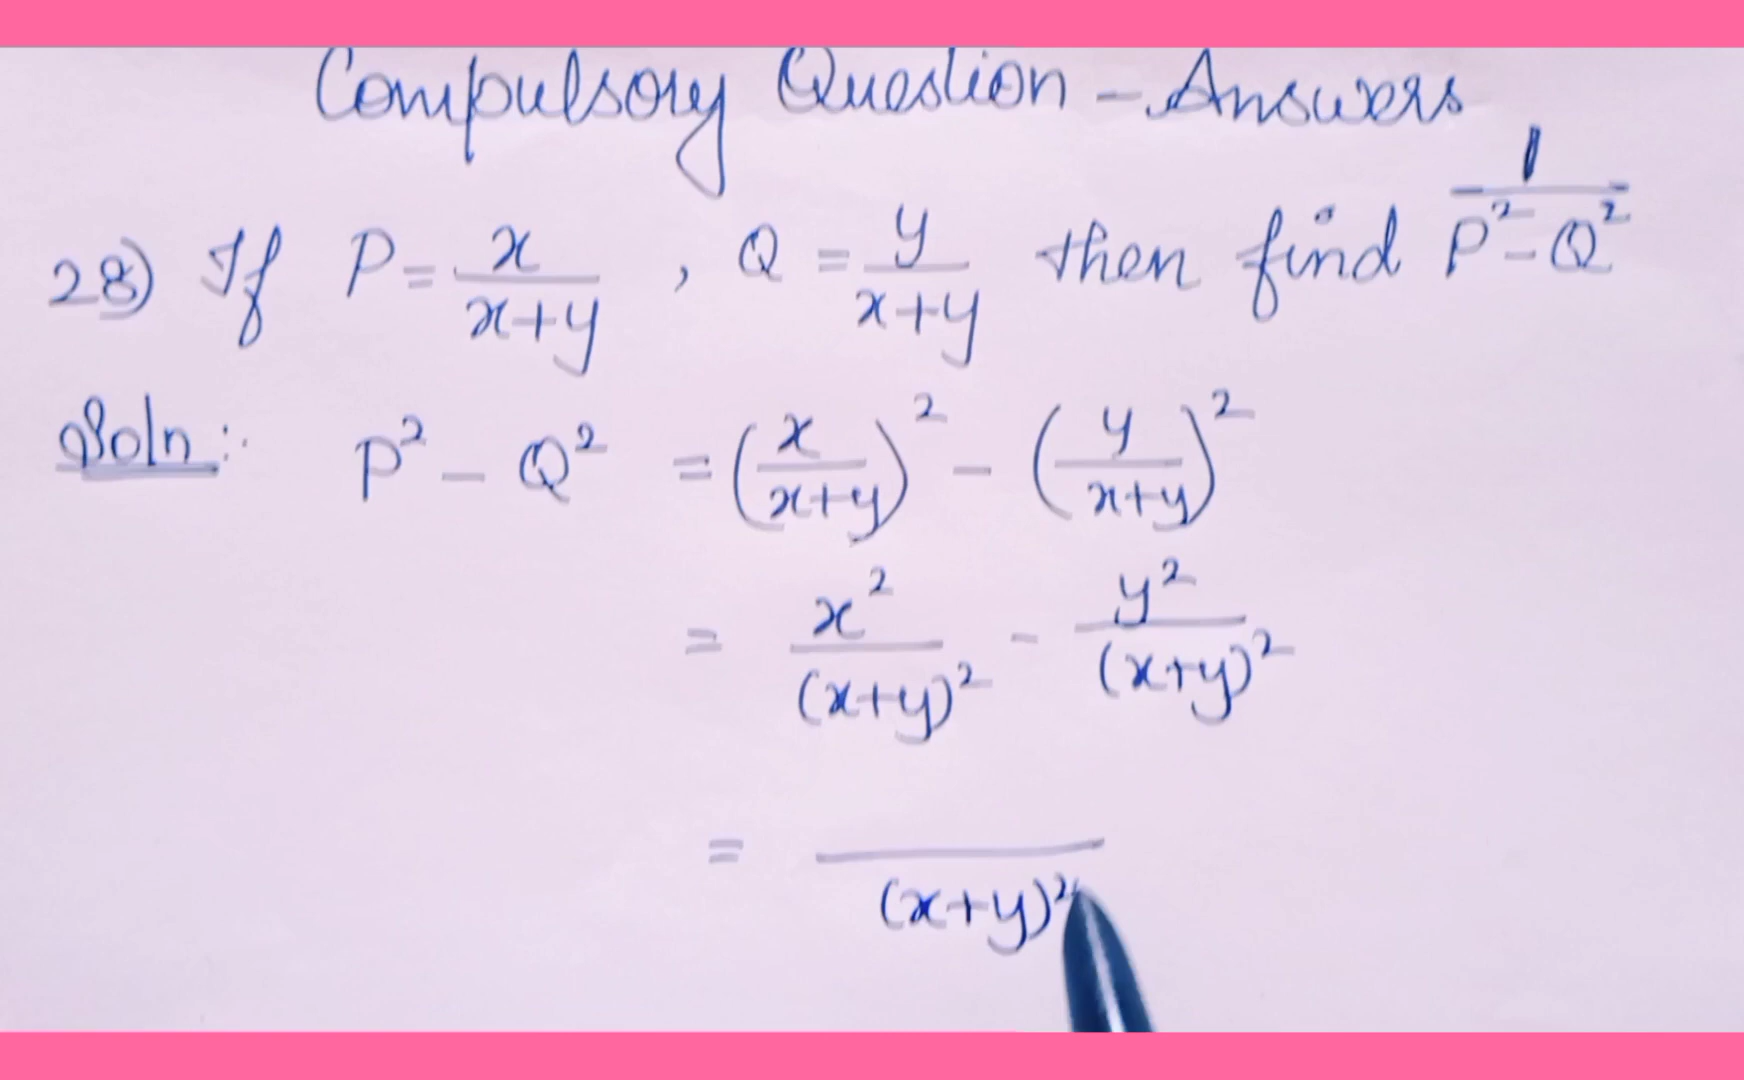 Compulsory Question - Answers
28) If P = x/(x+y) , Q = y/(x+y) then find 1/(P² - Q²)
Soln: P² - Q² = (x/(x+y))² - (y/(x+y))²
= x²/(x+y)² - y²/(x+y)²
= /(x+y)²